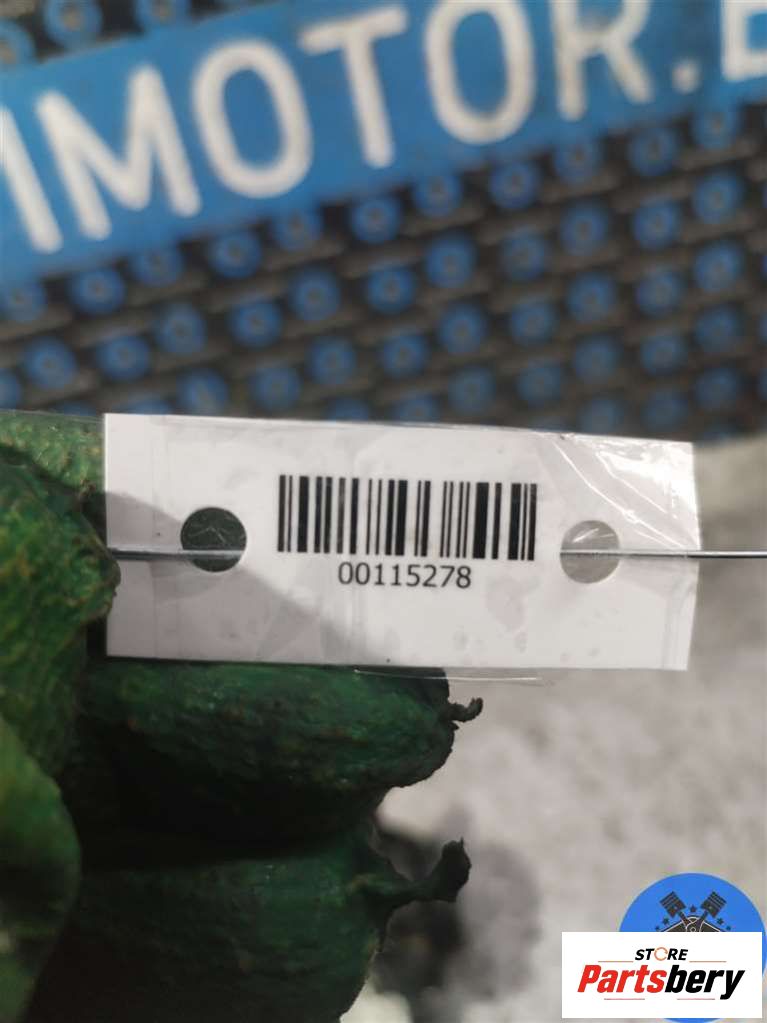 IMOTOR.
00115278
STORE
Partsbery